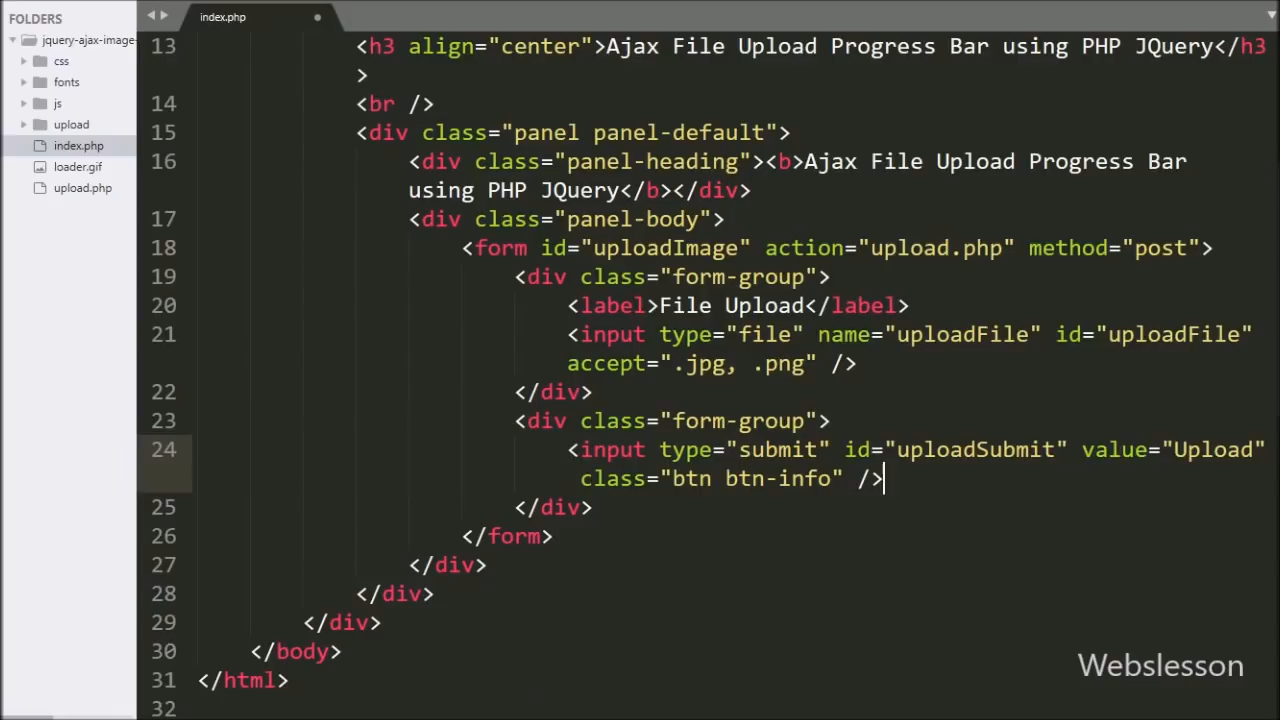 FOLDERS
jquery-ajax-image-
css
fonts
js
upload
index.php
loader.gif
upload.php
index.php
13 <h3 align="center">Ajax File Upload Progress Bar using PHP JQuery</h3
>
14 <br />
15 <div class="panel panel-default">
16 <div class="panel-heading"><b>Ajax File Upload Progress Bar
using PHP JQuery</b></div>
17 <div class="panel-body">
18 <form id="uploadImage" action="upload.php" method="post">
19 <div class="form-group">
20 <label>File Upload</label>
21 <input type="file" name="uploadFile" id="uploadFile"
accept=".jpg, .png" />
22 </div>
23 <div class="form-group">
24 <input type="submit" id="uploadSubmit" value="Upload"
class="btn btn-info" />
25 </div>
26 </form>
27 </div>
28 </div>
29 </div>
30 </body>
31 </html>
32
Webslesson